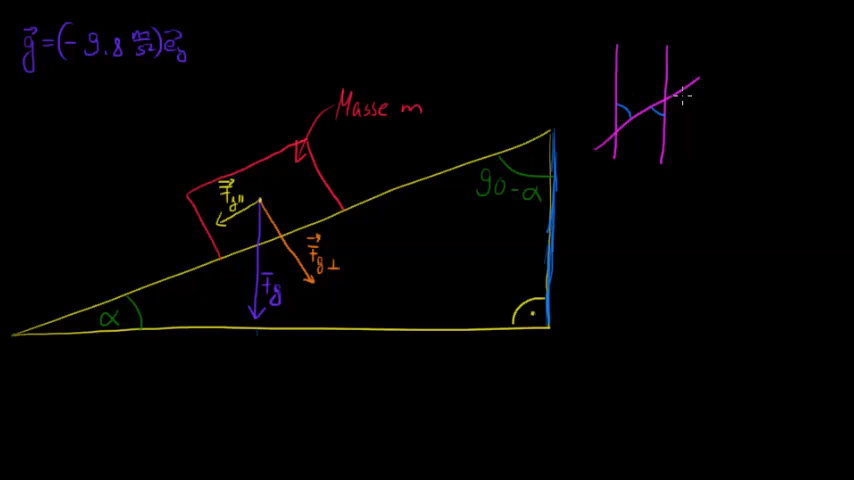 g⃗ = (- 9.8 m/s²) e⃗y
Masse m
F⃗g∥
90-α
F⃗g⊥
F⃗g
α